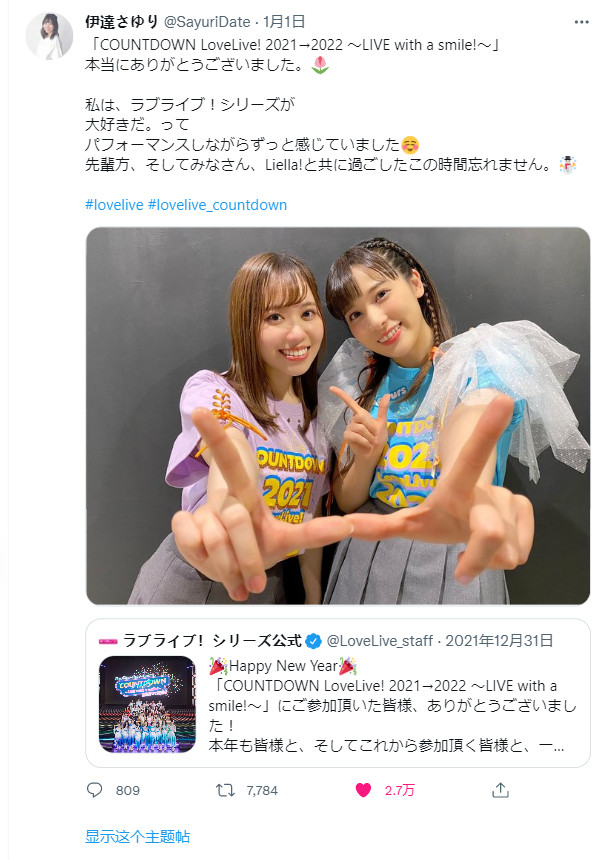 伊達さゆり @SayuriDate · 1月1日
「COUNTDOWN LoveLive! 2021→2022 ～LIVE with a smile!～」
本当にありがとうございました。🌷
私は、ラブライブ！シリーズが
大好きだ。って
パフォーマンスしながらずっと感じていました☺️
先輩方、そしてみなさん、Liella!と共に過ごしたこの時間忘れません。☃️
#lovelive #lovelive_countdown
COUNTDOWN
2021
LoveLive!
ラブライブ！シリーズ公式 @LoveLive_staff · 2021年12月31日
🎉Happy New Year🎉
「COUNTDOWN LoveLive! 2021→2022 ～LIVE with a
smile!～」にご参加頂いた皆様、ありがとうございまし
た！
本年も皆様と、そしてこれから参加頂く皆様と、一...
COUNTDOWN
809 7,784 2.7万
显示这个主题帖